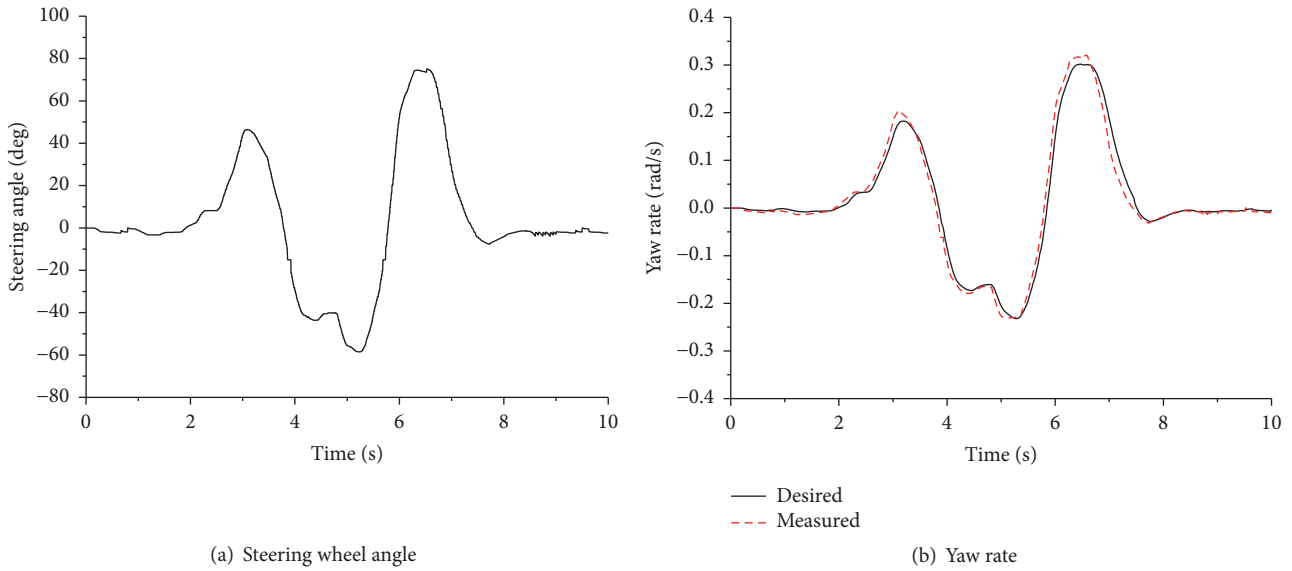 100
80
60
40
20
0
−20
−40
−60
−80
Steering angle (deg)
0 2 4 6 8 10
Time (s)
(a) Steering wheel angle
0.4
0.3
0.2
0.1
0.0
−0.1
−0.2
−0.3
−0.4
Yaw rate (rad/s)
0 2 4 6 8 10
Time (s)
Desired
Measured
(b) Yaw rate